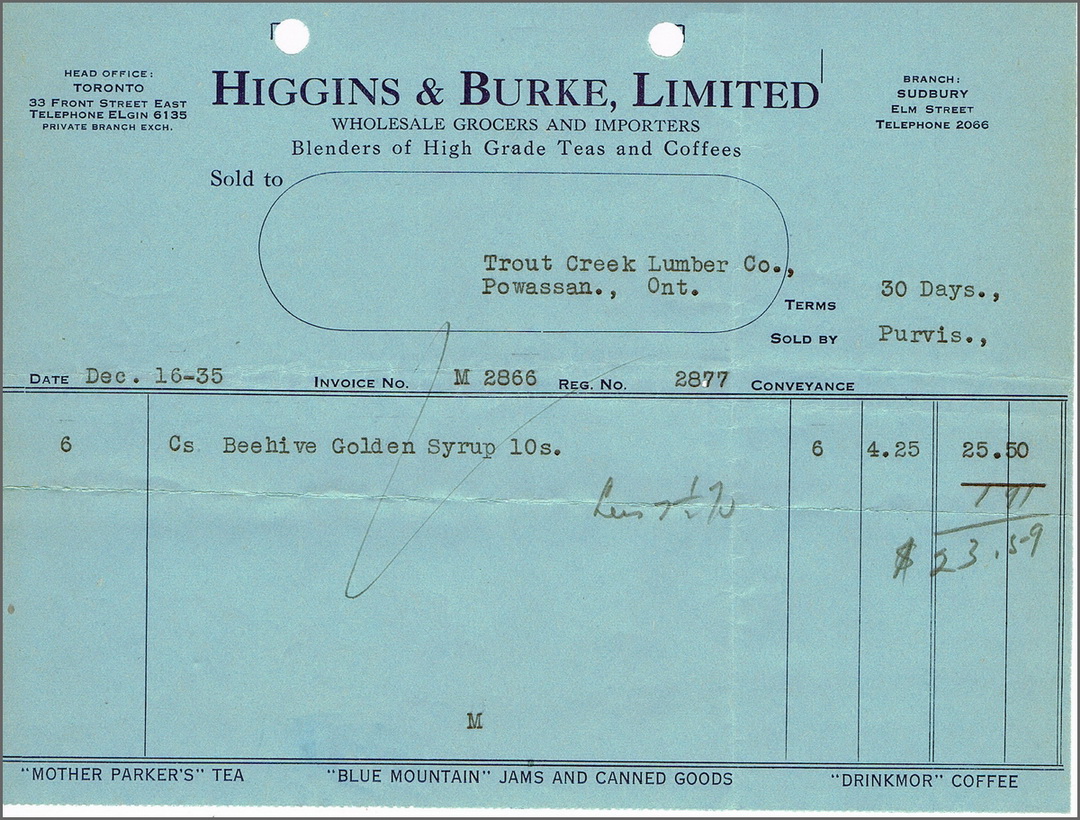 HEAD OFFICE:
TORONTO
33 FRONT STREET EAST
TELEPHONE ELGIN 6135
PRIVATE BRANCH EXCH.
HIGGINS & BURKE, LIMITED
WHOLESALE GROCERS AND IMPORTERS
Blenders of High Grade Teas and Coffees
BRANCH:
SUDBURY
ELM STREET
TELEPHONE 2066
Sold to
Trout Creek Lumber Co.,
Powassan., Ont.
TERMS 30 Days.,
SOLD BY Purvis.,
DATE Dec. 16-35 INVOICE NO. M 2866 REG. NO. 2877 CONVEYANCE
6 Cs Beehive Golden Syrup 10s. 6 4.25 25.50
Less 7½% 1 91
$23.59
M
"MOTHER PARKER'S" TEA "BLUE MOUNTAIN" JAMS AND CANNED GOODS "DRINKMOR" COFFEE